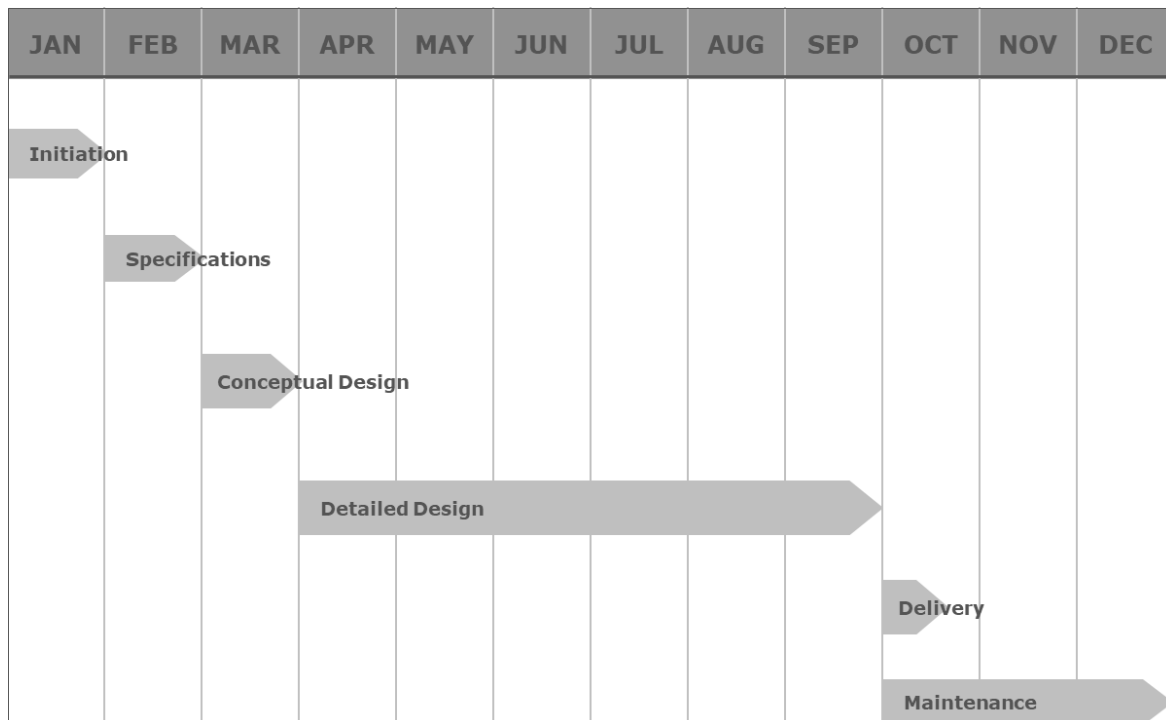 JAN FEB MAR APR MAY JUN JUL AUG SEP OCT NOV DEC
Initiation
Specifications
Conceptual Design
Detailed Design
Delivery
Maintenance